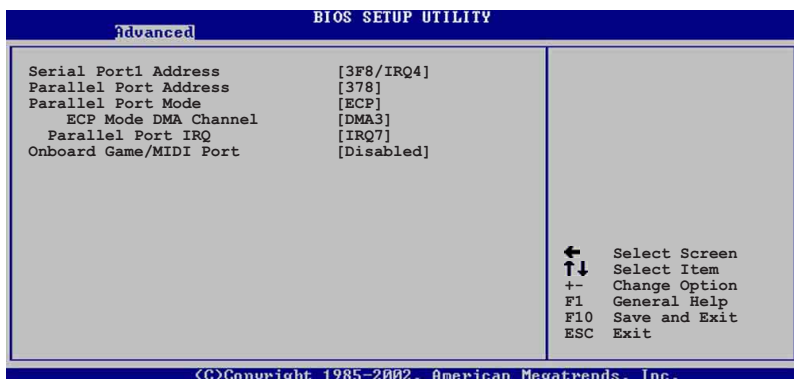 BIOS SETUP UTILITY
Advanced
Serial Port1 Address [3F8/IRQ4]
Parallel Port Address [378]
Parallel Port Mode [ECP]
ECP Mode DMA Channel [DMA3]
Parallel Port IRQ [IRQ7]
Onboard Game/MIDI Port [Disabled]
← Select Screen
↑↓ Select Item
+- Change Option
F1 General Help
F10 Save and Exit
ESC Exit
(C)Copyright 1985-2002, American Megatrends, Inc.